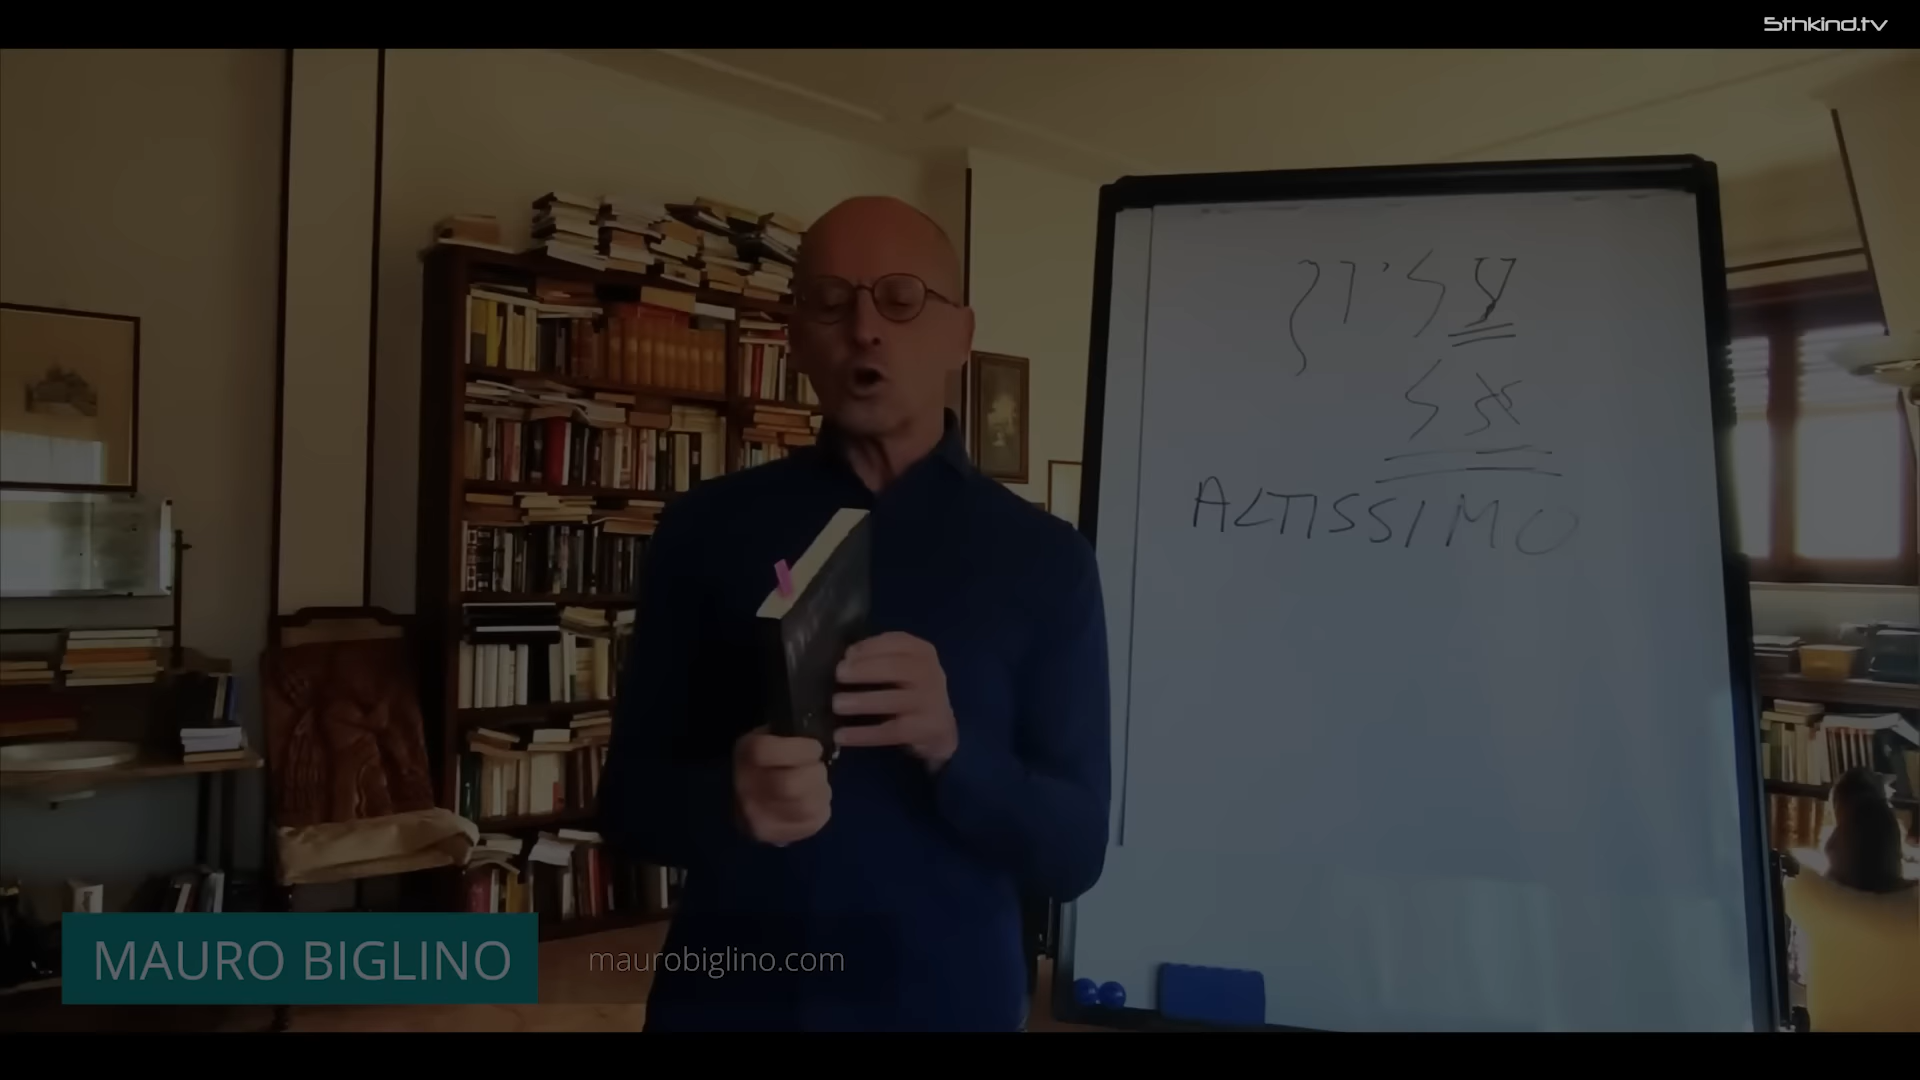 5thkind.tv
עליון
אל
ALTISSIMO
MAURO BIGLINO
maurobiglino.com